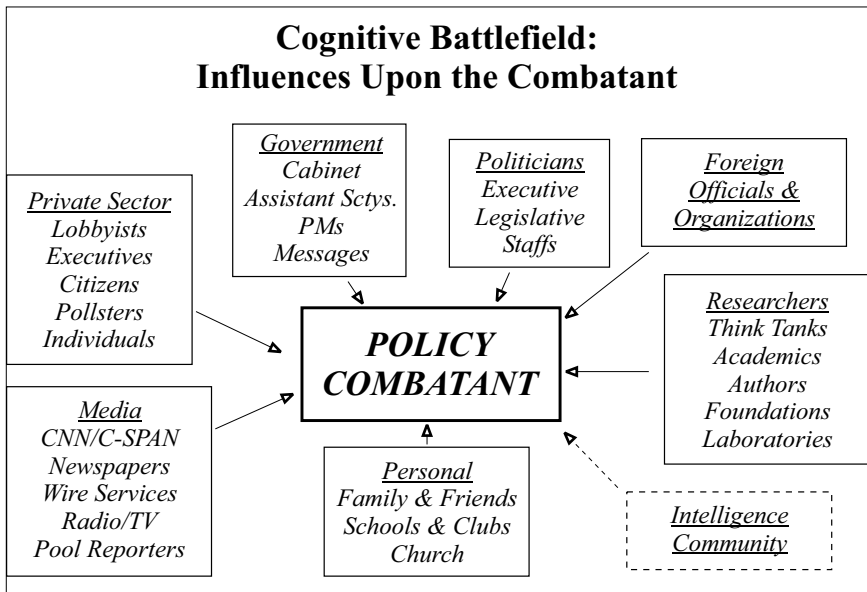 Cognitive Battlefield:
Influences Upon the Combatant
Government
Cabinet
Assistant Sctys.
PMs
Messages
Politicians
Executive
Legislative
Staffs
Foreign
Officials &
Organizations
Private Sector
Lobbyists
Executives
Citizens
Pollsters
Individuals
POLICY
COMBATANT
Researchers
Think Tanks
Academics
Authors
Foundations
Laboratories
Media
CNN/C-SPAN
Newspapers
Wire Services
Radio/TV
Pool Reporters
Personal
Family & Friends
Schools & Clubs
Church
Intelligence
Community